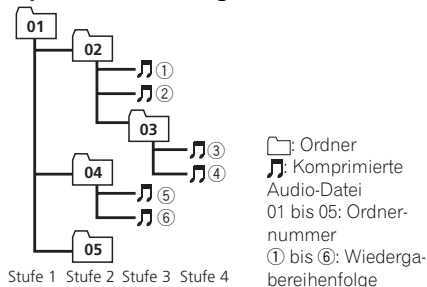 01
02
①
②
03
③
④
04
⑤
⑥
05
Stufe 1 Stufe 2 Stufe 3 Stufe 4
: Ordner
: Komprimierte
Audio-Datei
01 bis 05: Ordner-
nummer
① bis ⑥: Wiederga-
bereihenfolge